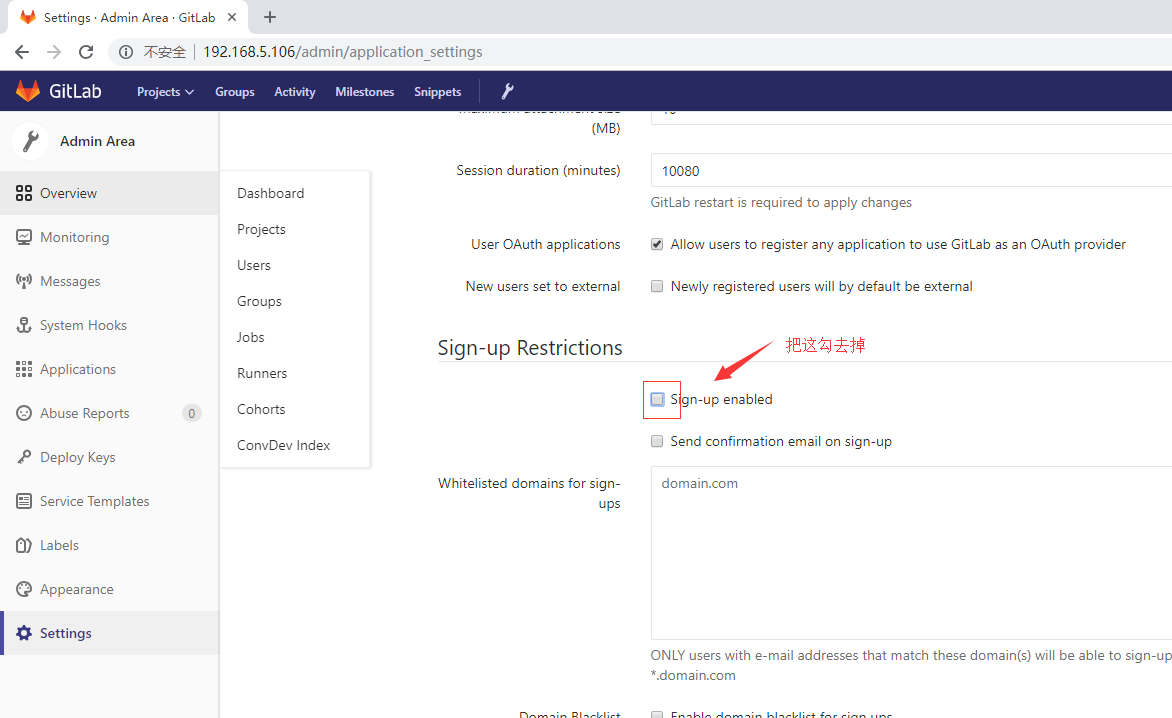 Settings · Admin Area · GitLab
不安全 192.168.5.106/admin/application_settings
GitLab Projects Groups Activity Milestones Snippets
Admin Area
Overview
Monitoring
Messages
System Hooks
Applications
Abuse Reports 0
Deploy Keys
Service Templates
Labels
Appearance
Settings
Dashboard
Projects
Users
Groups
Jobs
Runners
Cohorts
ConvDev Index
Maximum attachment size
(MB)
Session duration (minutes) 10080
GitLab restart is required to apply changes
User OAuth applications Allow users to register any application to use GitLab as an OAuth provider
New users set to external Newly registered users will by default be external
Sign-up Restrictions
把这勾去掉
Sign-up enabled
Send confirmation email on sign-up
Whitelisted domains for sign-
ups
domain.com
ONLY users with e-mail addresses that match these domain(s) will be able to sign-up
*.domain.com
Domain Blacklist Enable domain blacklist for sign ups